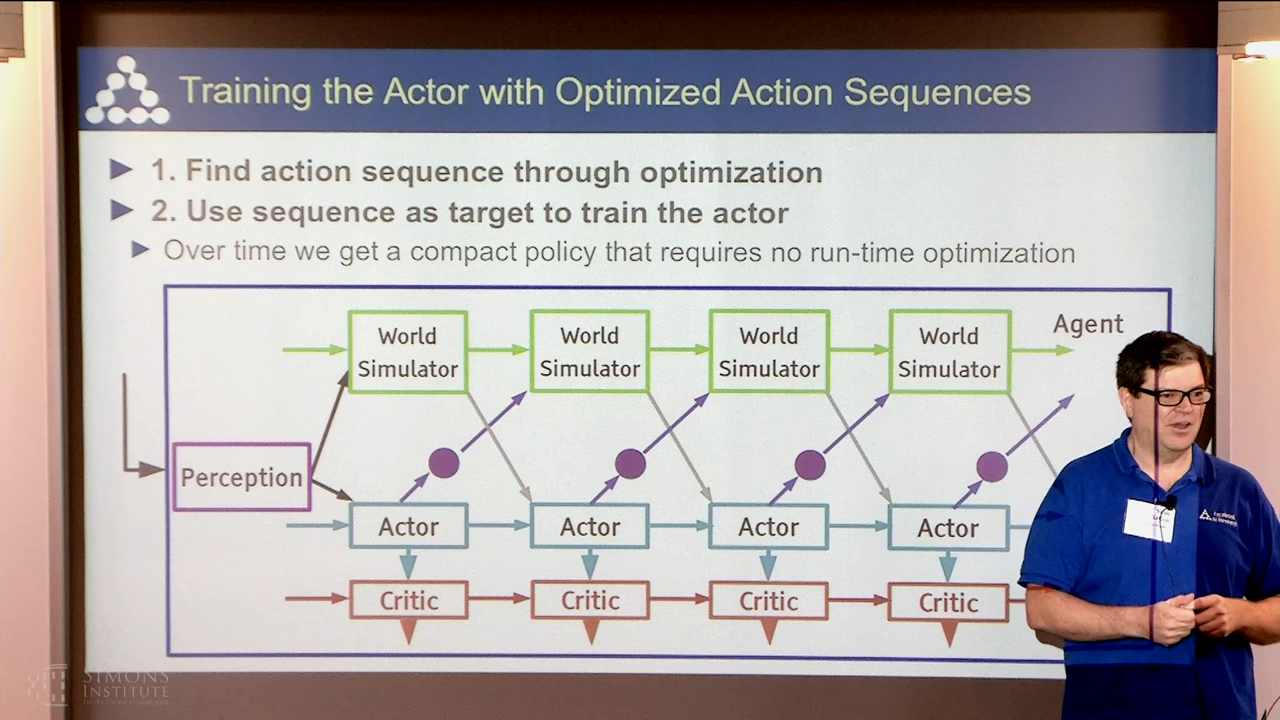 Training the Actor with Optimized Action Sequences
1. Find action sequence through optimization
2. Use sequence as target to train the actor
Over time we get a compact policy that requires no run-time optimization
World
Simulator
World
Simulator
World
Simulator
World
Simulator
Agent
Perception
Actor
Actor
Actor
Actor
Critic
Critic
Critic
Critic
SIMONS
INSTITUTE